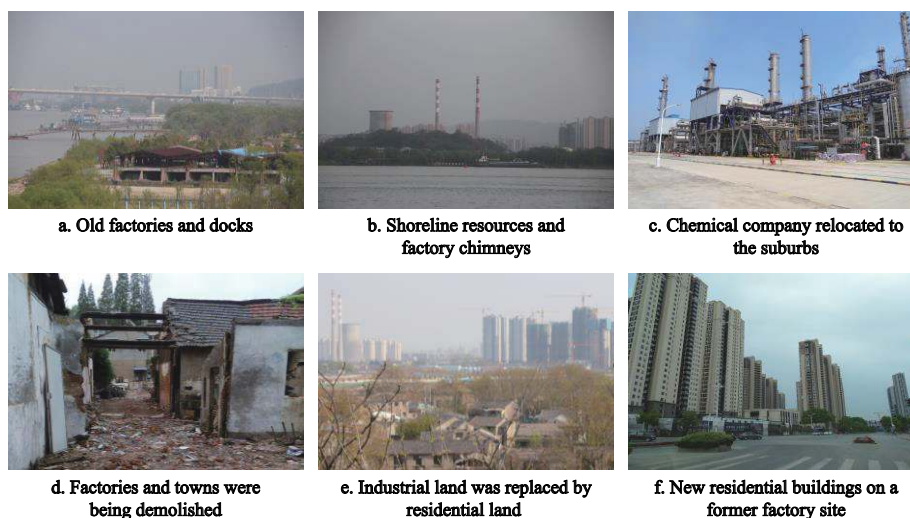 a. Old factories and docks
b. Shoreline resources and
factory chimneys
c. Chemical company relocated to
the suburbs
d. Factories and towns were
being demolished
e. Industrial land was replaced by
residential land
f. New residential buildings on a
former factory site